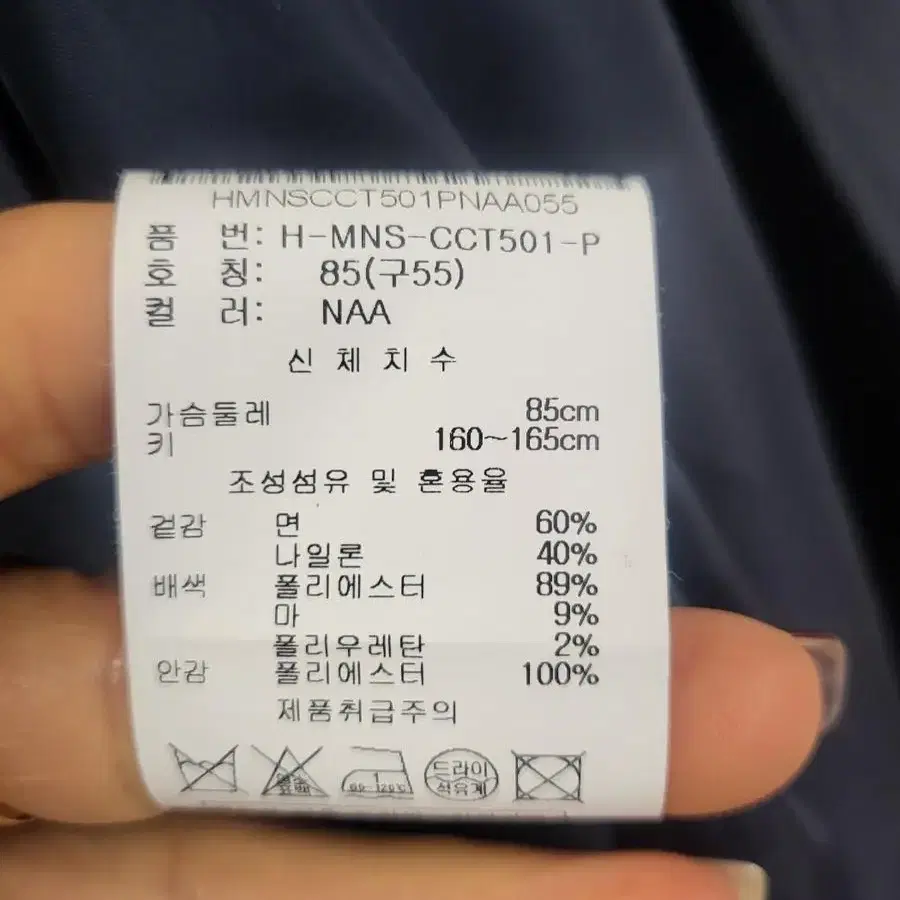 HMNSCCT501PNAA055
품 번: H-MNS-CCT501-P
호 칭: 85(구55)
컬 러: NAA
신 체 치 수
가슴둘레 85cm
키 160~165cm
조성섬유 및 혼용율
겉감 면 60%
나일론 40%
배색 폴리에스터 89%
마 9%
폴리우레탄 2%
안감 폴리에스터 100%
제품취급주의
드라이
석유계